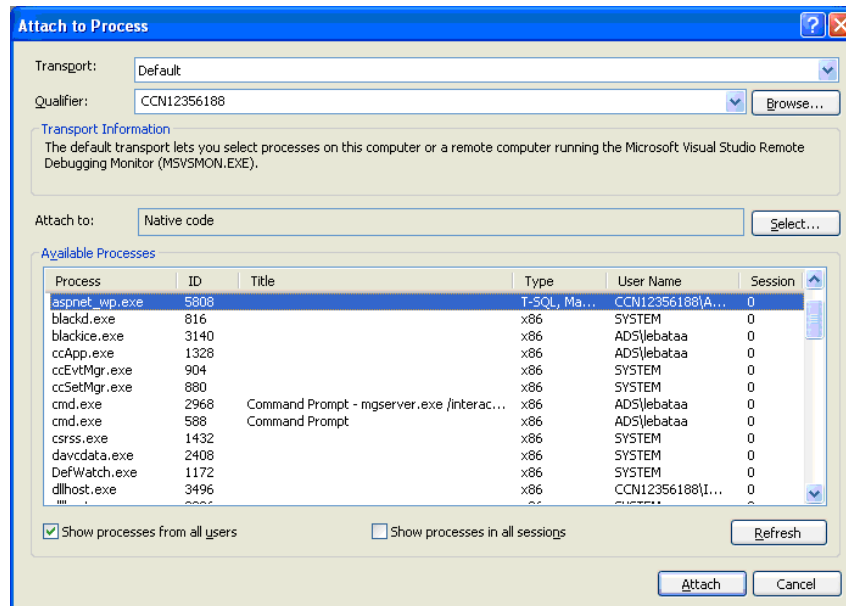 Attach to Process
Transport: Default
Qualifier: CCN12356188 Browse...
Transport Information
The default transport lets you select processes on this computer or a remote computer running the Microsoft Visual Studio Remote
Debugging Monitor (MSVSMON.EXE).
Attach to: Native code Select...
Available Processes
Process ID Title Type User Name Session
aspnet_wp.exe 5808 T-SQL, Ma... CCN12356188\A... 0
blackd.exe 816 x86 SYSTEM 0
blackice.exe 3140 x86 ADS\lebataa 0
ccApp.exe 1328 x86 ADS\lebataa 0
ccEvtMgr.exe 904 x86 SYSTEM 0
ccSetMgr.exe 880 x86 SYSTEM 0
cmd.exe 2968 Command Prompt - mgserver.exe /interac... x86 ADS\lebataa 0
cmd.exe 588 Command Prompt x86 ADS\lebataa 0
csrss.exe 1432 x86 SYSTEM 0
davcdata.exe 2408 x86 SYSTEM 0
DefWatch.exe 1172 x86 SYSTEM 0
dllhost.exe 3496 x86 CCN12356188\I... 0
Show processes from all users Show processes in all sessions Refresh
Attach Cancel